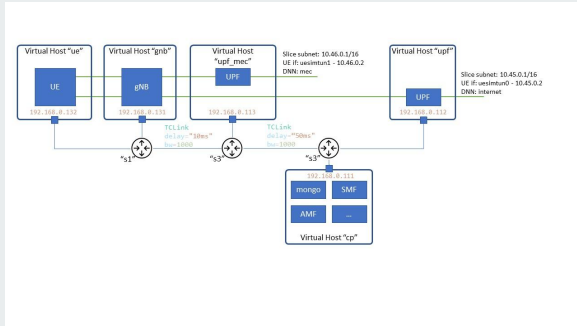 Virtual Host "ue"
Virtual Host "gnb"
Virtual Host
"upf_mec"
Virtual Host "upf"
Slice subnet: 10.46.0.1/16
UE if: uesimtun1 - 10.46.0.2
DNN: mec
Slice subnet: 10.45.0.1/16
UE if: uesimtun0 - 10.45.0.2
DNN: internet
UE
gNB
UPF
UPF
192.168.0.132
192.168.0.131
192.168.0.113
192.168.0.112
TCLink
delay="10ms"
bw=1000
TCLink
delay="50ms"
bw=1000
"s1"
"s3"
"s3"
192.168.0.111
mongo
SMF
AMF
...
Virtual Host "cp"